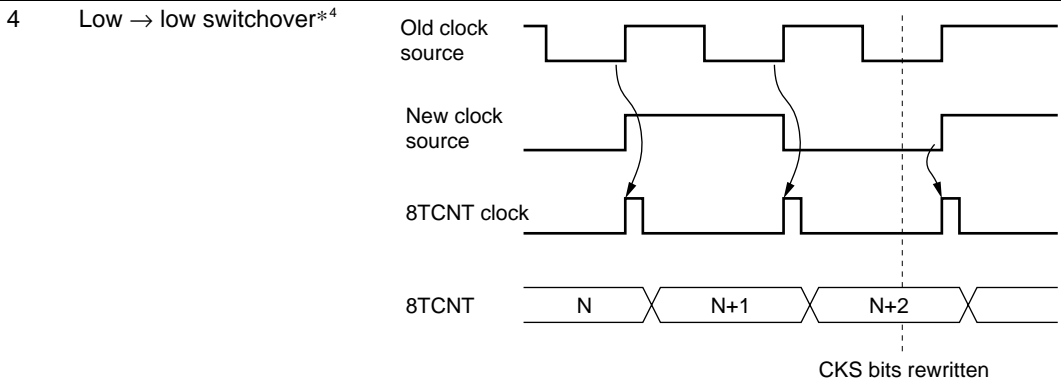 4 Low → low switchover*4
Old clock
source
New clock
source
8TCNT clock
8TCNT
N
N+1
N+2
CKS bits rewritten